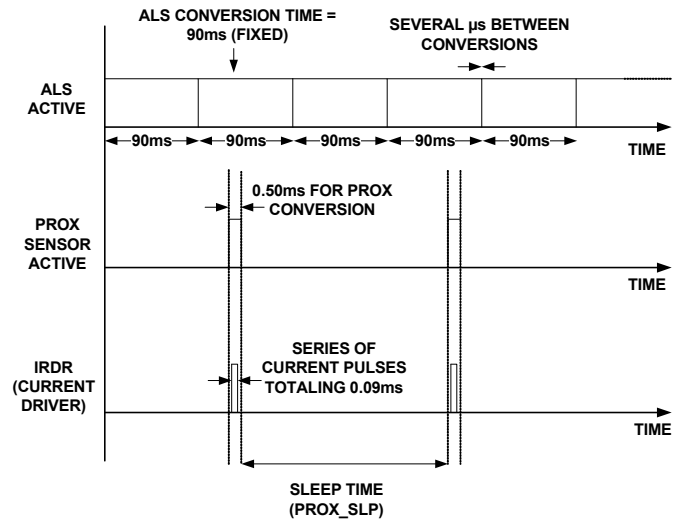 ALS CONVERSION TIME =
90ms (FIXED)
SEVERAL µs BETWEEN
CONVERSIONS
ALS
ACTIVE
90ms 90ms 90ms 90ms 90ms
TIME
0.50ms FOR PROX
CONVERSION
PROX
SENSOR
ACTIVE
TIME
SERIES OF
CURRENT PULSES
TOTALING 0.09ms
IRDR
(CURRENT
DRIVER)
TIME
SLEEP TIME
(PROX_SLP)